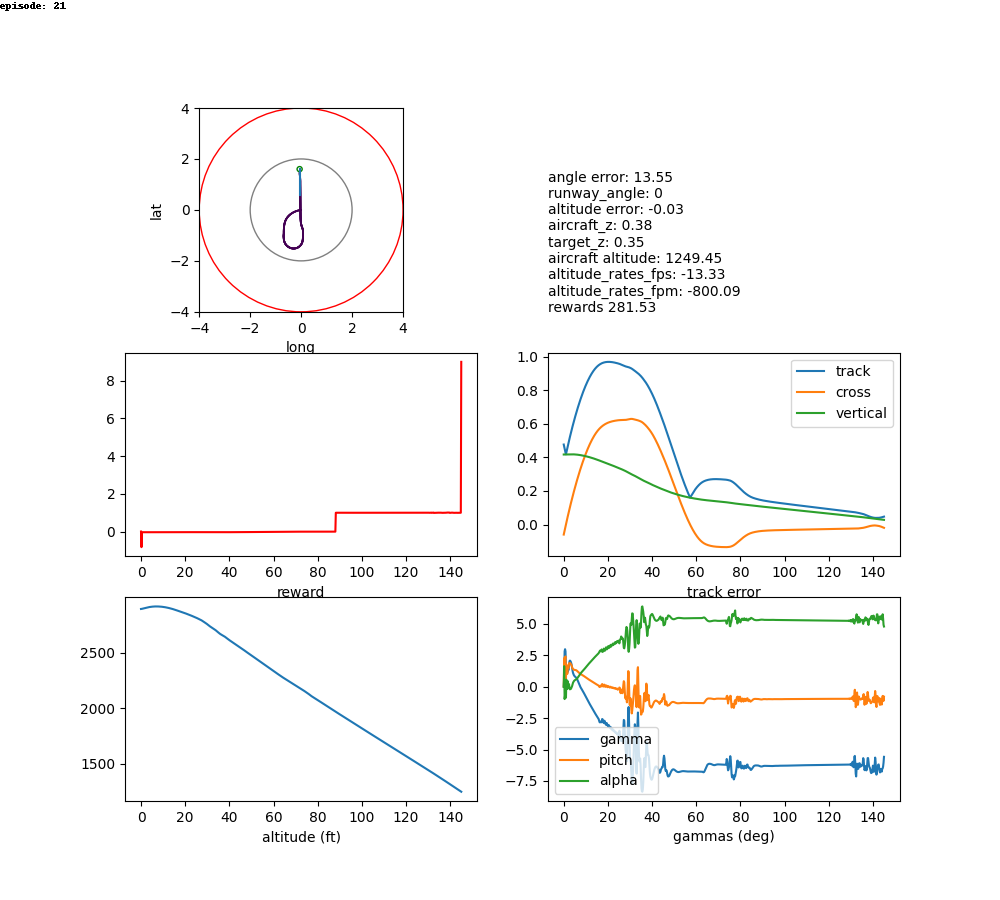 episode: 21
4
2
0
−2
−4
lat
−4 −2 0 2 4
long
angle error: 13.55
runway_angle: 0
altitude error: -0.03
aircraft_z: 0.38
target_z: 0.35
aircraft altitude: 1249.45
altitude_rates_fps: -13.33
altitude_rates_fpm: -800.09
rewards 281.53
8
6
4
2
0
0 20 40 60 80 100 120 140
reward
1.0
0.8
0.6
0.4
0.2
0.0
track
cross
vertical
0 20 40 60 80 100 120 140
track error
2500
2000
1500
0 20 40 60 80 100 120 140
altitude (ft)
5.0
2.5
0.0
−2.5
−5.0
−7.5
gamma
pitch
alpha
0 20 40 60 80 100 120 140
gammas (deg)